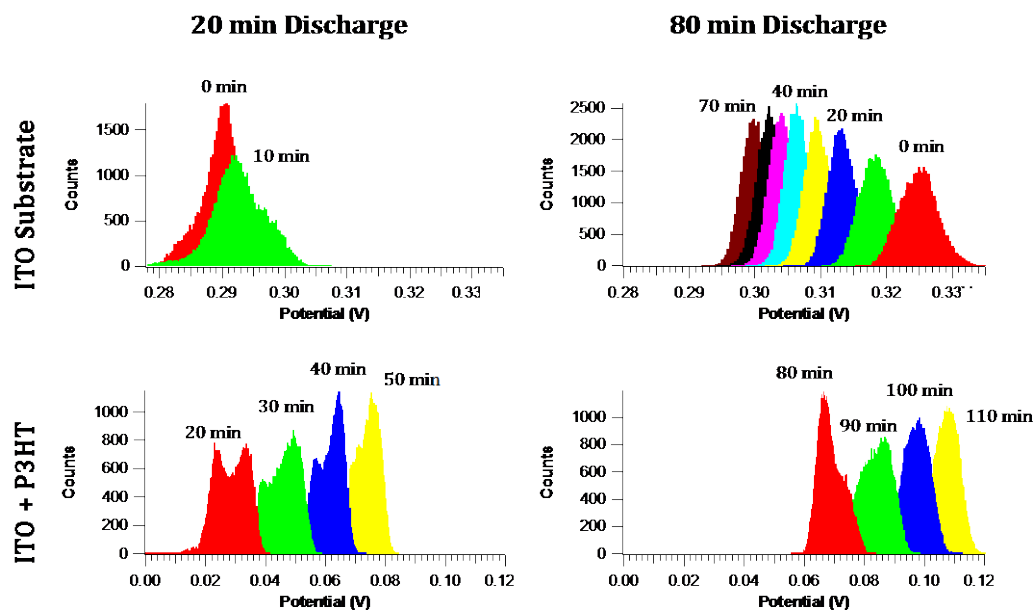 20 min Discharge
80 min Discharge
ITO Substrate
0 min
10 min
1500
1000
500
0
Counts
0.28 0.29 0.30 0.31 0.32 0.33
Potential (V)
70 min
40 min
20 min
0 min
2500
2000
1500
1000
500
0
Counts
0.28 0.29 0.30 0.31 0.32 0.33
Potential (V)
ITO + P3HT
20 min
30 min
40 min
50 min
1000
800
600
400
200
0
Counts
0.00 0.02 0.04 0.06 0.08 0.10 0.12
Potential (V)
80 min
90 min
100 min
110 min
1000
800
600
400
200
0
Counts
0.00 0.02 0.04 0.06 0.08 0.10 0.12
Potential (V)